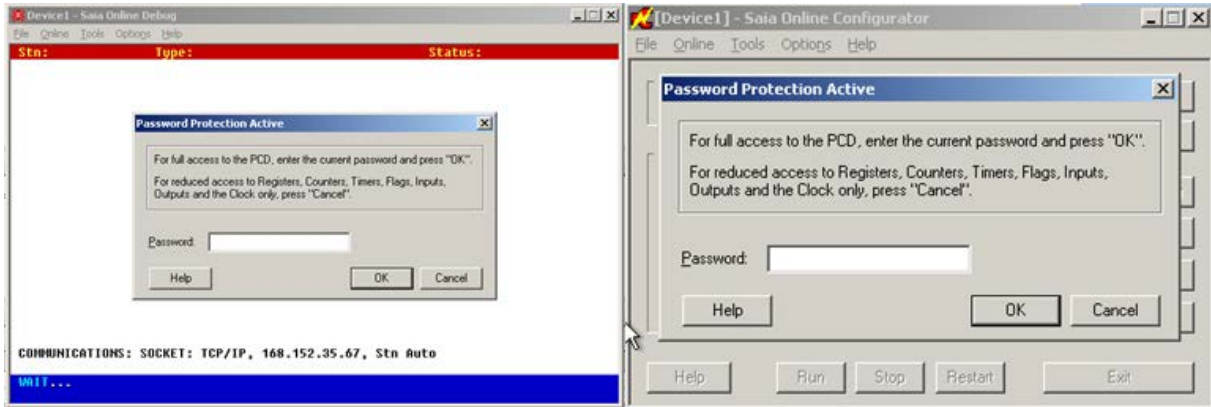 Device1 - Saia Online Debug
File Online Tools Options Help
Stn: Type: Status:
Password Protection Active
For full access to the PCD, enter the current password and press "OK".
For reduced access to Registers, Counters, Timers, Flags, Inputs,
Outputs and the Clock only, press "Cancel".
Password:
Help OK Cancel
COMMUNICATIONS: SOCKET: TCP/IP, 168.152.35.67, Stn Auto
WAIT...
[Device1] - Saia Online Configurator
File Online Tools Options Help
Password Protection Active
For full access to the PCD, enter the current password and press "OK".
For reduced access to Registers, Counters, Timers, Flags, Inputs,
Outputs and the Clock only, press "Cancel".
Password:
Help OK Cancel
Help Run Stop Restart Exit